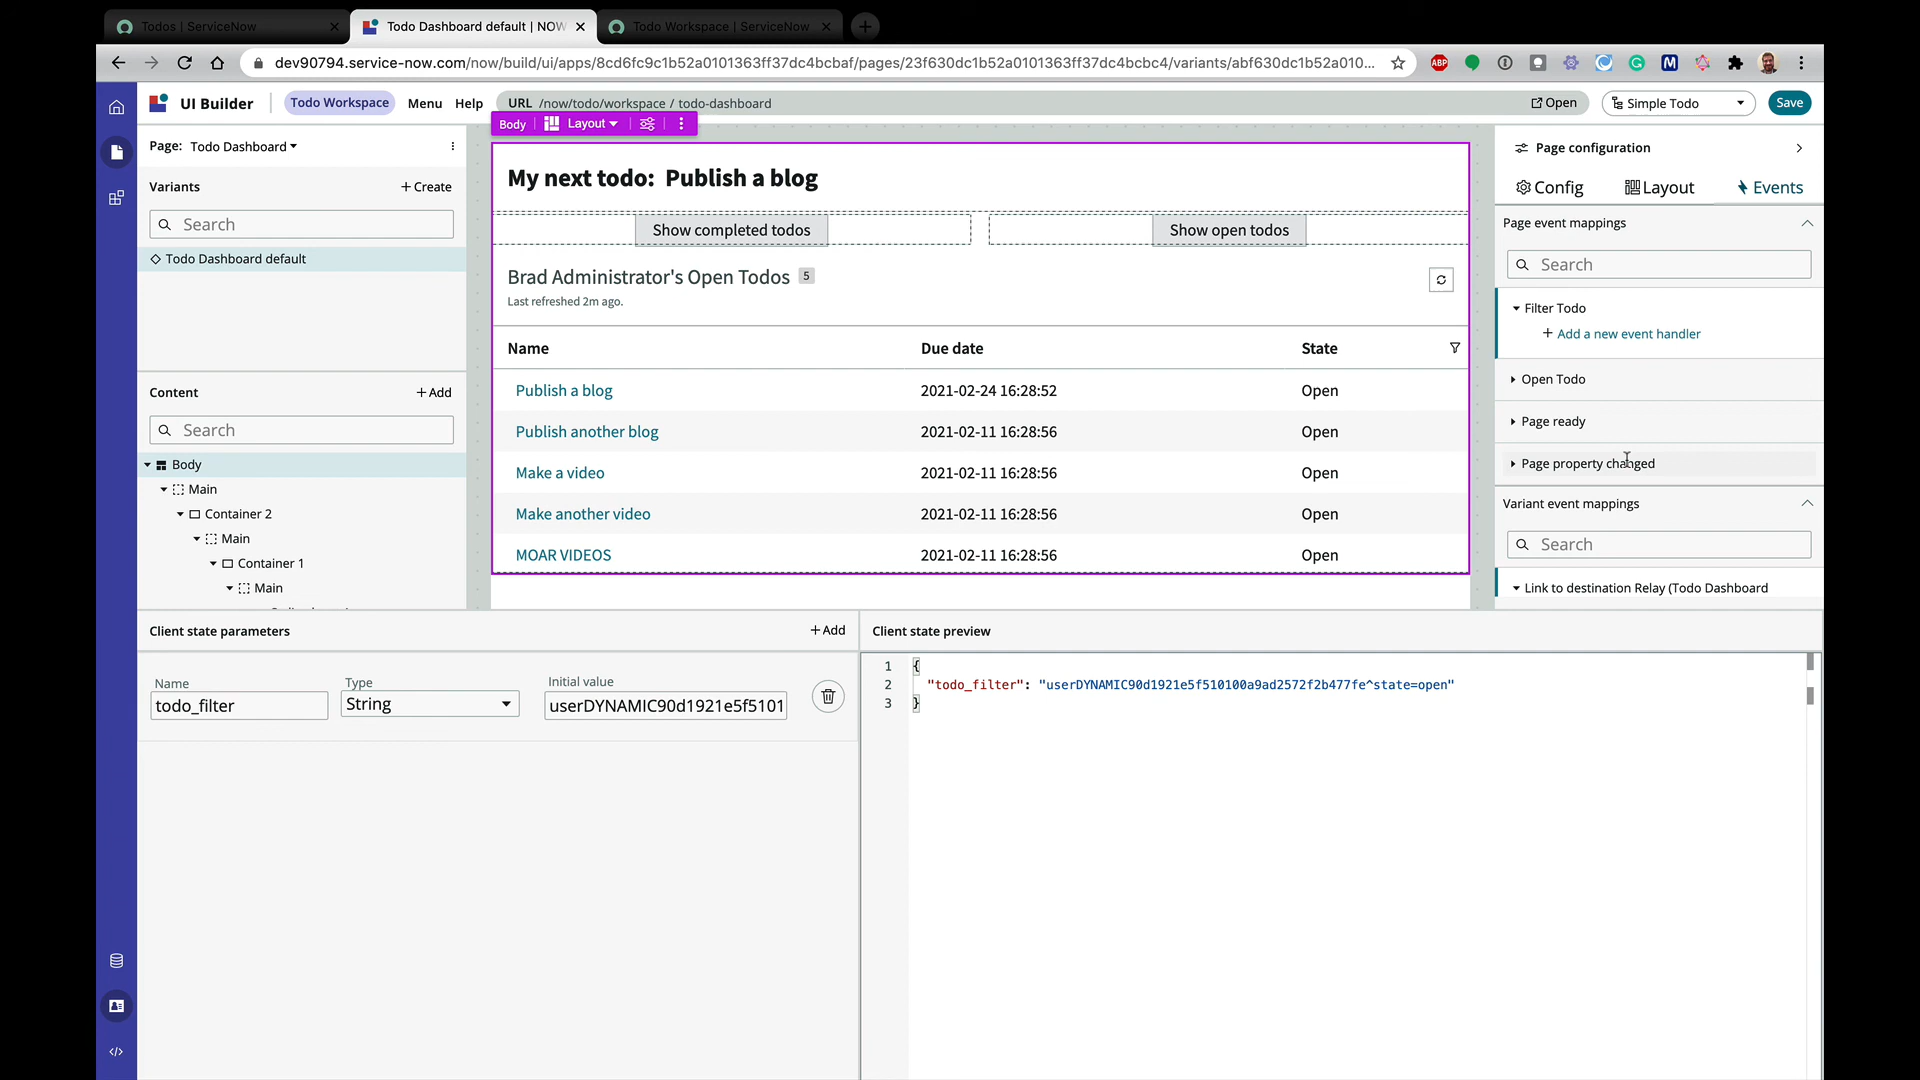 Todos | ServiceNow
Todo Dashboard default | NOW
Todo Workspace | ServiceNow
dev90794.service-now.com/now/build/ui/apps/8cd6fc9c1b52a0101363ff37dc4bcbaf/pages/23f630dc1b52a0101363ff37dc4bcbc4/variants/abf630dc1b52a010...
ABP
UI Builder
Todo Workspace
Menu
Help
URL /now/todo/workspace / todo-dashboard
Open
Simple Todo
Save
Body
Layout
Page: Todo Dashboard
Variants
+ Create
Search
Todo Dashboard default
Content
+ Add
Search
Body
Main
Container 2
Main
Container 1
Main
My next todo: Publish a blog
Show completed todos
Show open todos
Brad Administrator's Open Todos 5
Last refreshed 2m ago.
Name Due date State
Publish a blog 2021-02-24 16:28:52 Open
Publish another blog 2021-02-11 16:28:56 Open
Make a video 2021-02-11 16:28:56 Open
Make another video 2021-02-11 16:28:56 Open
MOAR VIDEOS 2021-02-11 16:28:56 Open
Page configuration
Config
Layout
Events
Page event mappings
Search
Filter Todo
+ Add a new event handler
Open Todo
Page ready
Page property changed
Variant event mappings
Search
Link to destination Relay (Todo Dashboard
Client state parameters
+ Add
Name
todo_filter
Type
String
Initial value
userDYNAMIC90d1921e5f5101
Client state preview
1 {
2 "todo_filter": "userDYNAMIC90d1921e5f510100a9ad2572f2b477fe^state=open"
3 }